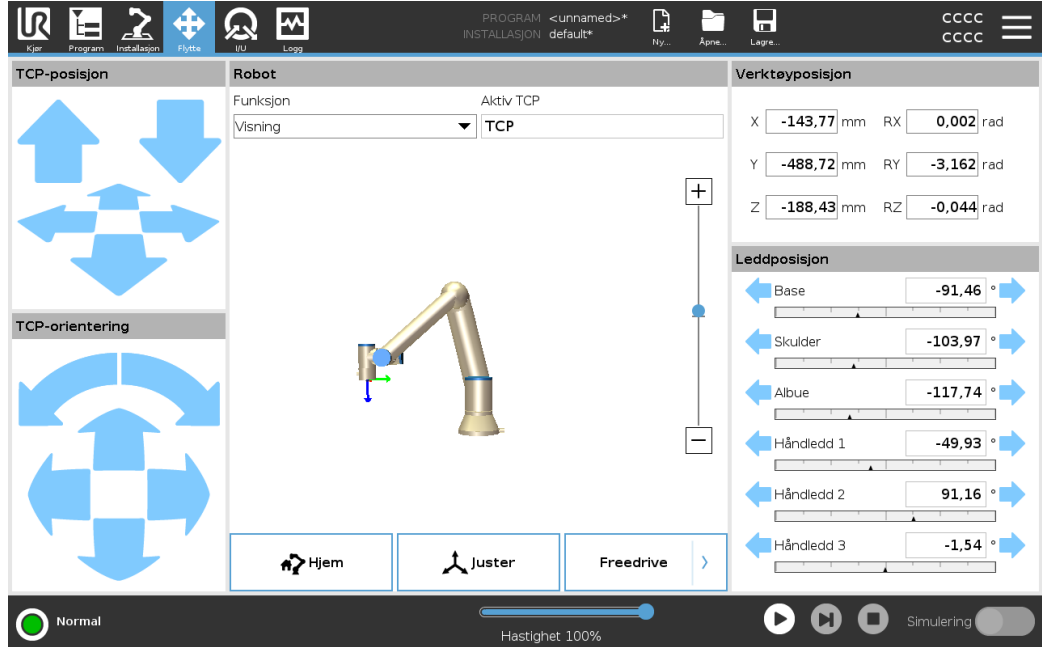 UR
PROGRAM <unnamed>*
INSTALLASJON default*
CCCC
CCCC
Kjør Program Installasjon Flytte I/U Logg Ny... Åpne... Lagre...
TCP-posisjon
Robot
Funksjon Aktiv TCP
Visning TCP
+
−
Verktøyposisjon
X -143,77 mm RX 0,002 rad
Y -488,72 mm RY -3,162 rad
Z -188,43 mm RZ -0,044 rad
Leddposisjon
Base -91,46 °
Skulder -103,97 °
Albue -117,74 °
Håndledd 1 -49,93 °
Håndledd 2 91,16 °
Håndledd 3 -1,54 °
TCP-orientering
Hjem Juster Freedrive
Normal
Hastighet 100%
Simulering